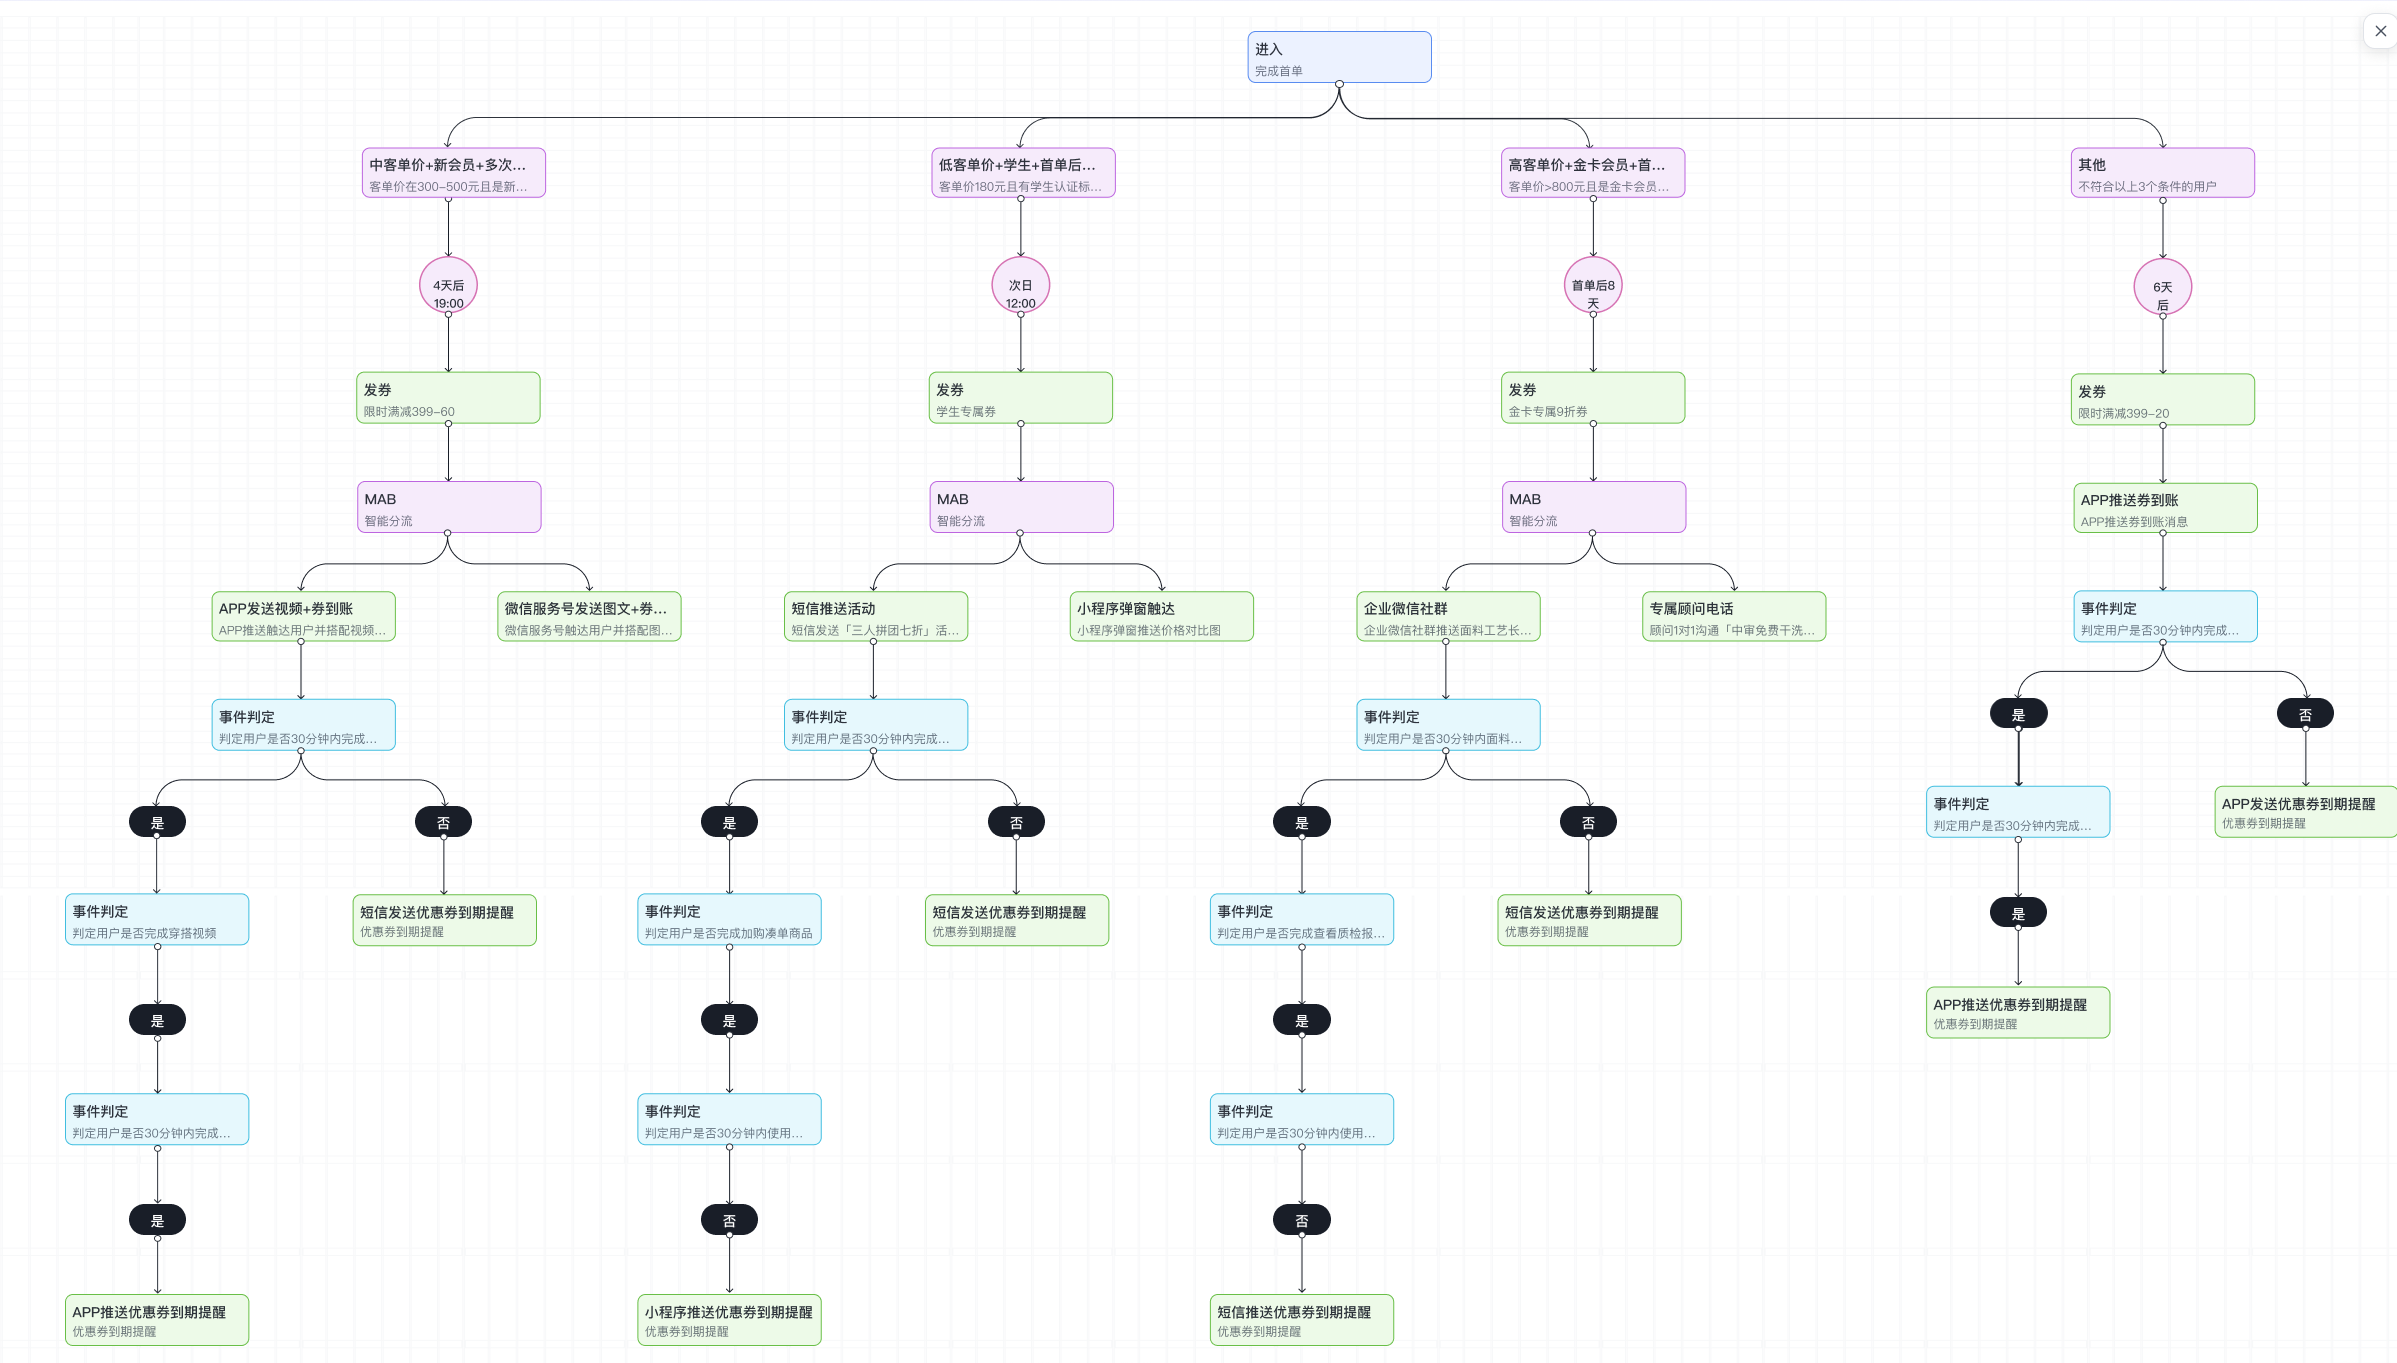 进入
完成首单
中客单价+新会员+多次...
客单价在300-500元且是新...
低客单价+学生+首单后...
客单价180元且有学生认证标...
高客单价+金卡会员+首...
客单价>800元且是金卡会员...
其他
不符合以上3个条件的用户
4天后
19:00
次日
12:00
首单后8
天
6天
后
发券
限时满减399-60
发券
学生专属券
发券
金卡专属9折券
发券
限时满减399-20
MAB
智能分流
MAB
智能分流
MAB
智能分流
APP推送券到账
APP推送券到账消息
APP发送视频+券到账
APP推送触达用户并搭配视频...
微信服务号发送图文+券...
微信服务号触达用户并搭配图...
短信推送活动
短信发送「三人拼团七折」活...
小程序弹窗触达
小程序弹窗推送价格对比图
企业微信社群
企业微信社群推送面料工艺长...
专属顾问电话
顾问1对1沟通「中审免费干洗...
事件判定
判定用户是否30分钟内完成...
事件判定
判定用户是否30分钟内完成...
事件判定
判定用户是否30分钟内完成...
事件判定
判定用户是否30分钟内面料...
是
否
是
否
是
否
是
否
事件判定
判定用户是否30分钟内完成...
APP发送优惠券到期提醒
优惠券到期提醒
事件判定
判定用户是否完成穿搭视频
短信发送优惠券到期提醒
优惠券到期提醒
事件判定
判定用户是否完成加购凑单商品
短信发送优惠券到期提醒
优惠券到期提醒
事件判定
判定用户是否完成查看质检报...
短信发送优惠券到期提醒
优惠券到期提醒
是
是
是
是
APP推送优惠券到期提醒
优惠券到期提醒
事件判定
判定用户是否30分钟内完成...
事件判定
判定用户是否30分钟内使用...
事件判定
判定用户是否30分钟内使用...
是
否
否
APP推送优惠券到期提醒
优惠券到期提醒
小程序推送优惠券到期提醒
优惠券到期提醒
短信推送优惠券到期提醒
优惠券到期提醒